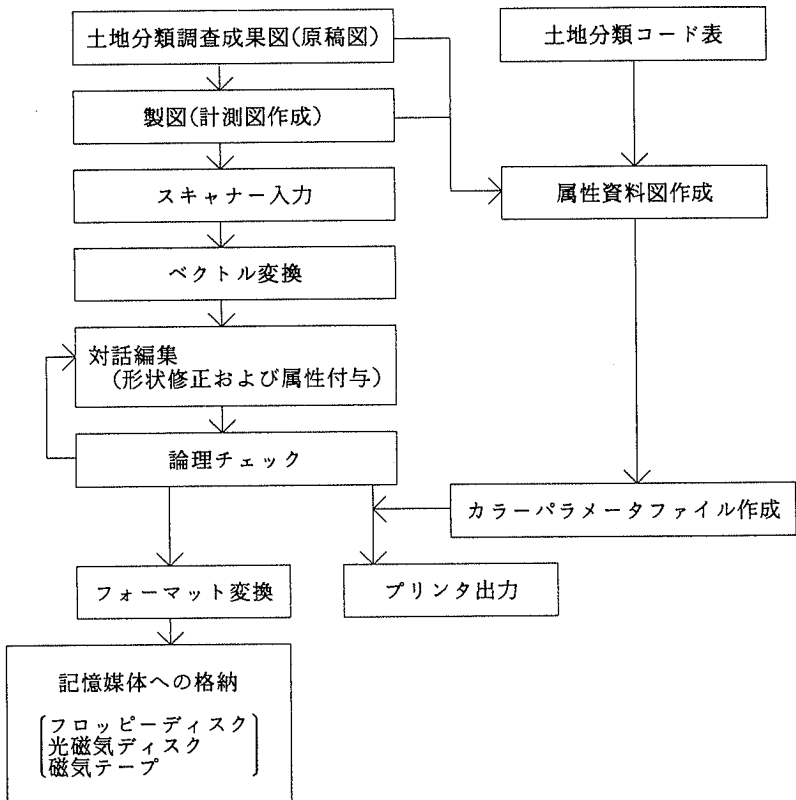 土地分類調査成果図(原稿図)
土地分類コード表
製図(計測図作成)
スキャナー入力
属性資料図作成
ベクトル変換
対話編集
(形状修正および属性付与)
論理チェック
カラーパラメータファイル作成
フォーマット変換
プリンタ出力
記憶媒体への格納
フロッピーディスク
光磁気ディスク
磁気テープ